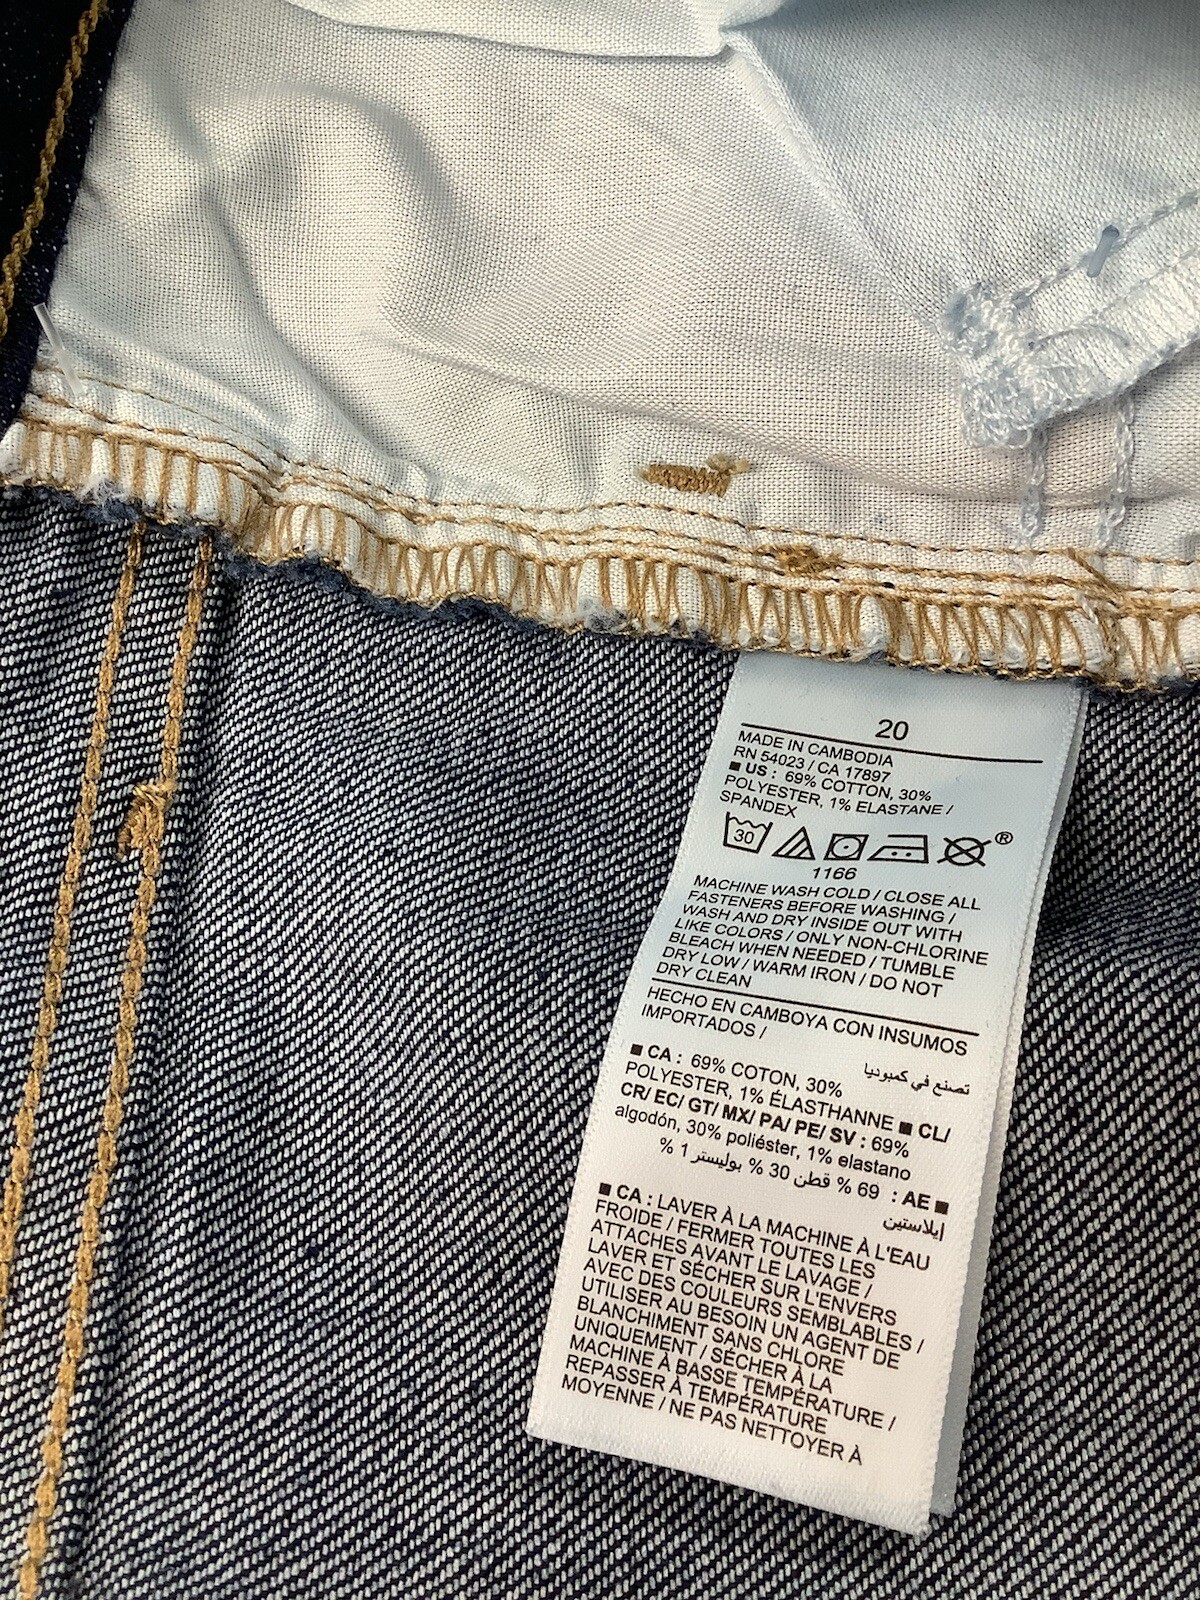 20
MADE IN CAMBODIA
RN 54023 / CA 17897
■ US : 69% COTTON, 30%
POLYESTER, 1% ELASTANE /
SPANDEX
30 ®
1166
MACHINE WASH COLD / CLOSE ALL
FASTENERS BEFORE WASHING /
WASH AND DRY INSIDE OUT WITH
LIKE COLORS / ONLY NON-CHLORINE
BLEACH WHEN NEEDED / TUMBLE
DRY LOW / WARM IRON / DO NOT
DRY CLEAN
HECHO EN CAMBOYA CON INSUMOS
IMPORTADOS /
تصنع في كمبوديا
■ CA : 69% COTON, 30%
POLYESTER, 1% ÉLASTHANNE ■ CL/
CR/ EC/ GT/ MX/ PA/ PE/ SV : 69%
algodón, 30% poliéster, 1% elastano
■ AE : 69 % قطن 30 % بوليستر 1 %
إيلاستين
■ CA : LAVER À LA MACHINE À L'EAU
FROIDE / FERMER TOUTES LES
ATTACHES AVANT LE LAVAGE /
LAVER ET SÉCHER SUR L'ENVERS
AVEC DES COULEURS SEMBLABLES /
UTILISER AU BESOIN UN AGENT DE
BLANCHIMENT SANS CHLORE
UNIQUEMENT / SÉCHER À LA
MACHINE À BASSE TEMPÉRATURE /
REPASSER À TEMPÉRATURE
MOYENNE / NE PAS NETTOYER À